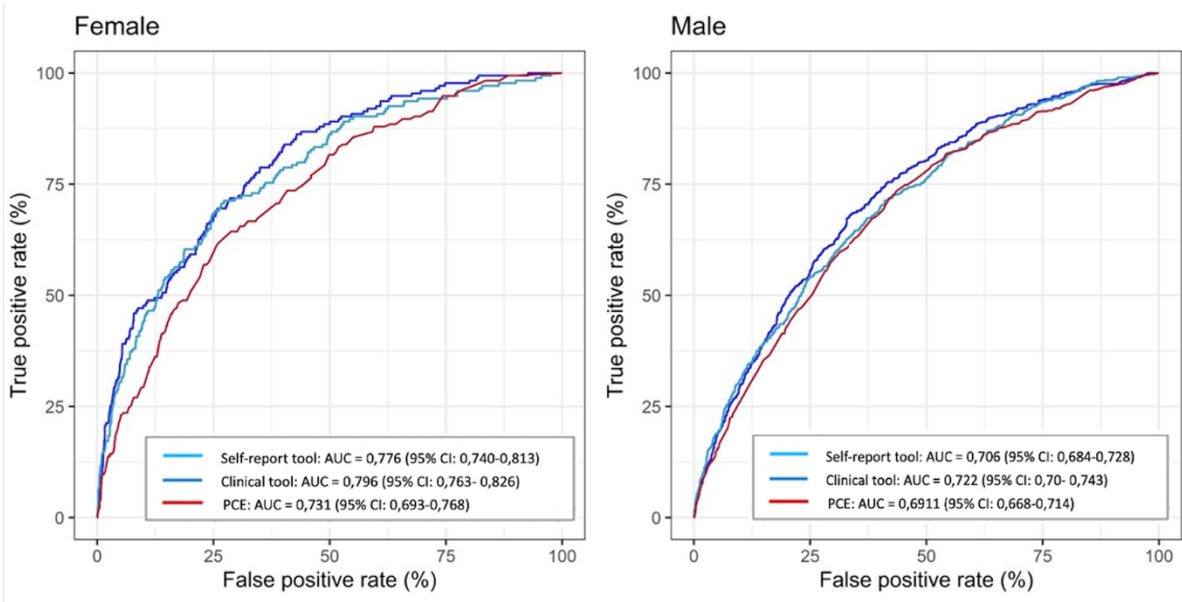 Female
True positive rate (%)
100
75
50
25
0
Self-report tool: AUC = 0,776 (95% CI: 0,740-0,813)
Clinical tool: AUC = 0,796 (95% CI: 0,763- 0,826)
PCE: AUC = 0,731 (95% CI: 0,693-0,768)
0
25
50
75
100
False positive rate (%)
Male
True positive rate (%)
100
75
50
25
0
Self-report tool: AUC = 0,706 (95% CI: 0,684-0,728)
Clinical tool: AUC = 0,722 (95% CI: 0,70- 0,743)
PCE: AUC = 0,6911 (95% CI: 0,668-0,714)
0
25
50
75
100
False positive rate (%)